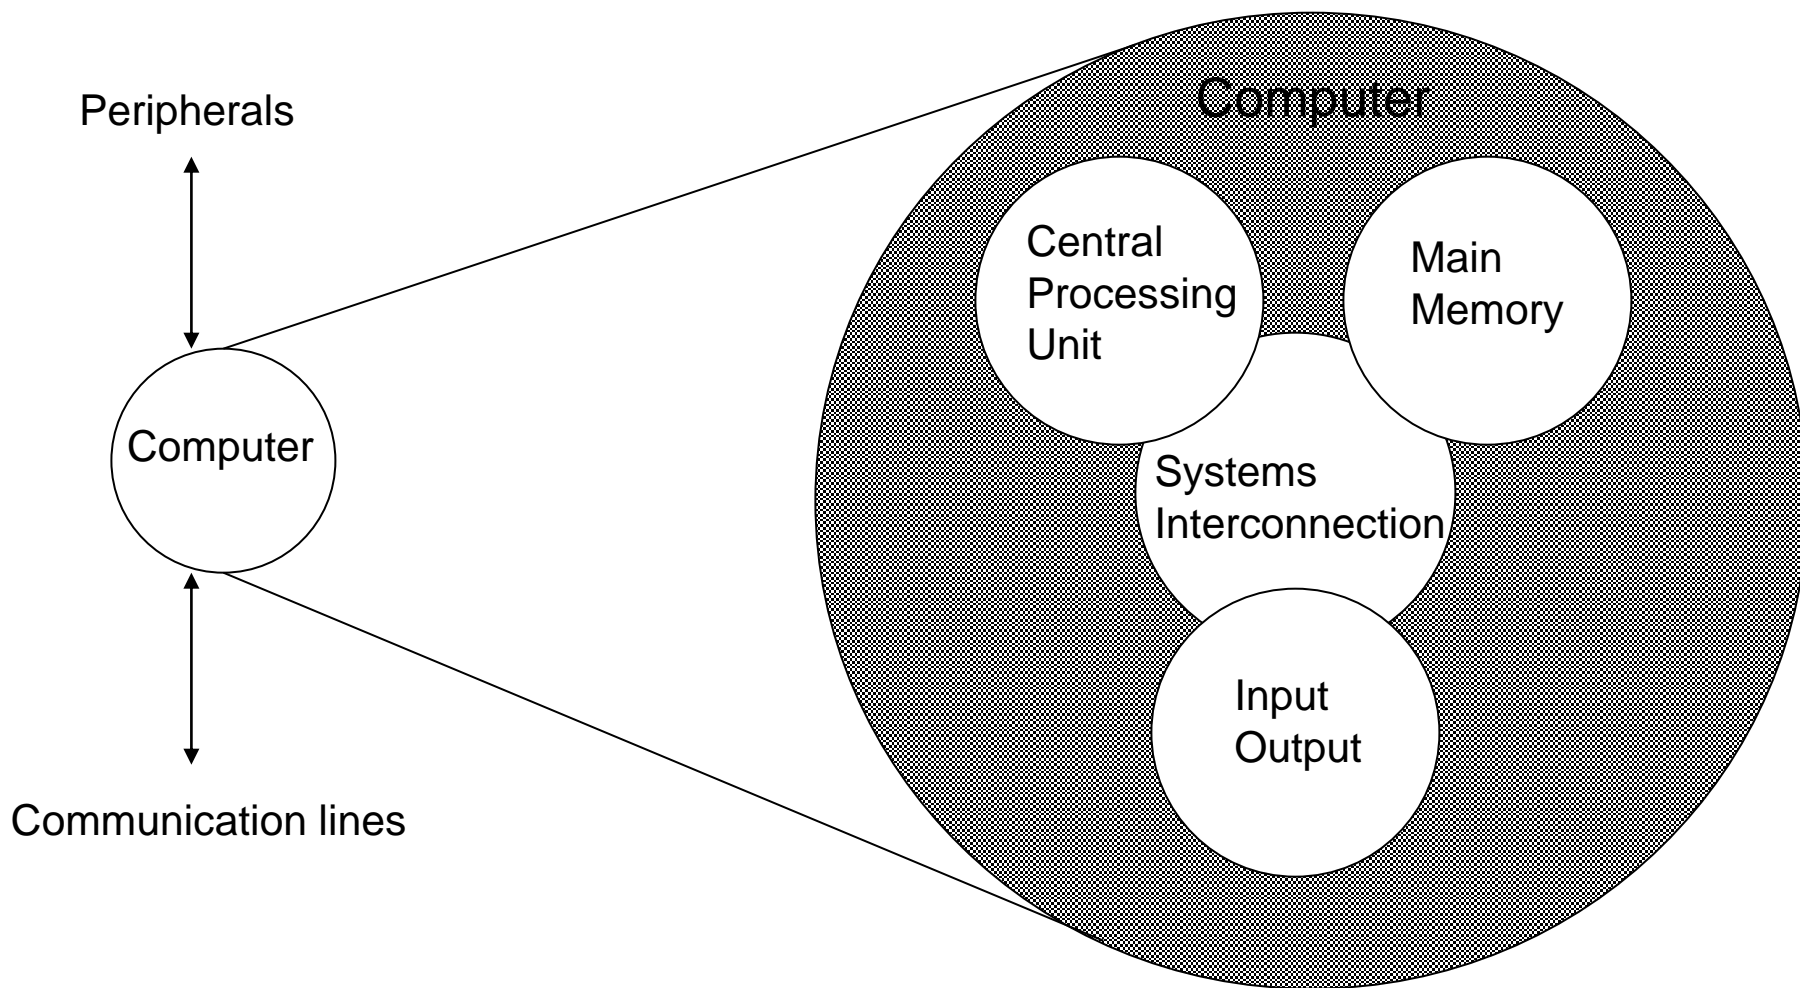 Peripherals
Computer
Communication lines
Computer
Central
Processing
Unit
Main
Memory
Systems
Interconnection
Input
Output